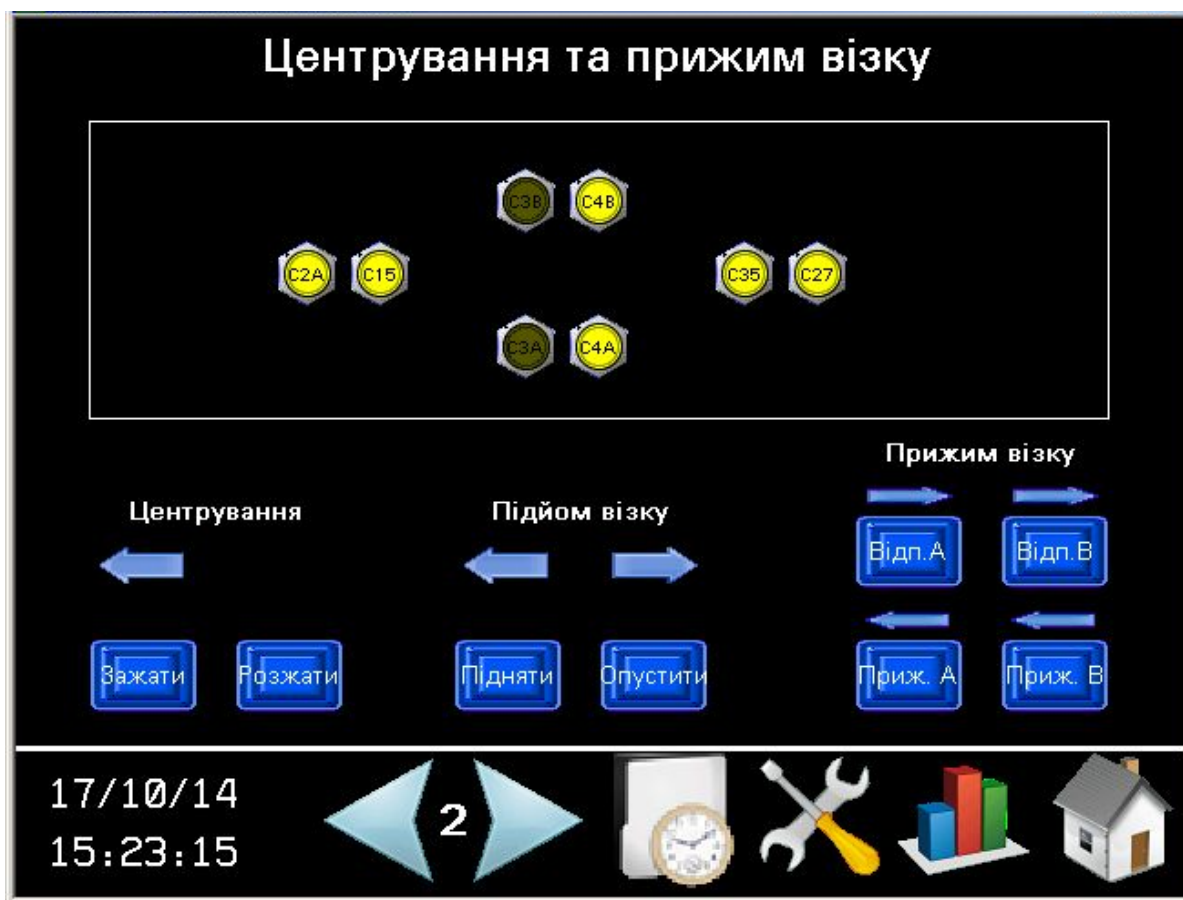 Центрування та прижим візку
C3B C4B
C2A C15 C35 C27
C3A C4A
Прижим візку
Центрування Підйом візку
Відп.A Відп.B
Зажати Розжати Підняти Опустити Приж. A Приж. B
17/10/14
2
15:23:15